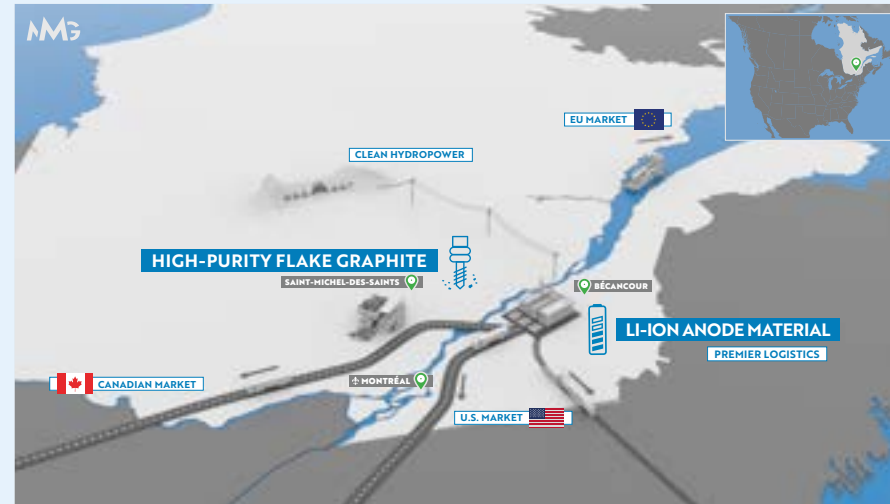 NMG
EU MARKET
CLEAN HYDROPOWER
HIGH-PURITY FLAKE GRAPHITE
SAINT-MICHEL-DES-SAINTS
BÉCANCOUR
LI-ION ANODE MATERIAL
PREMIER LOGISTICS
CANADIAN MARKET
MONTRÉAL
U.S. MARKET